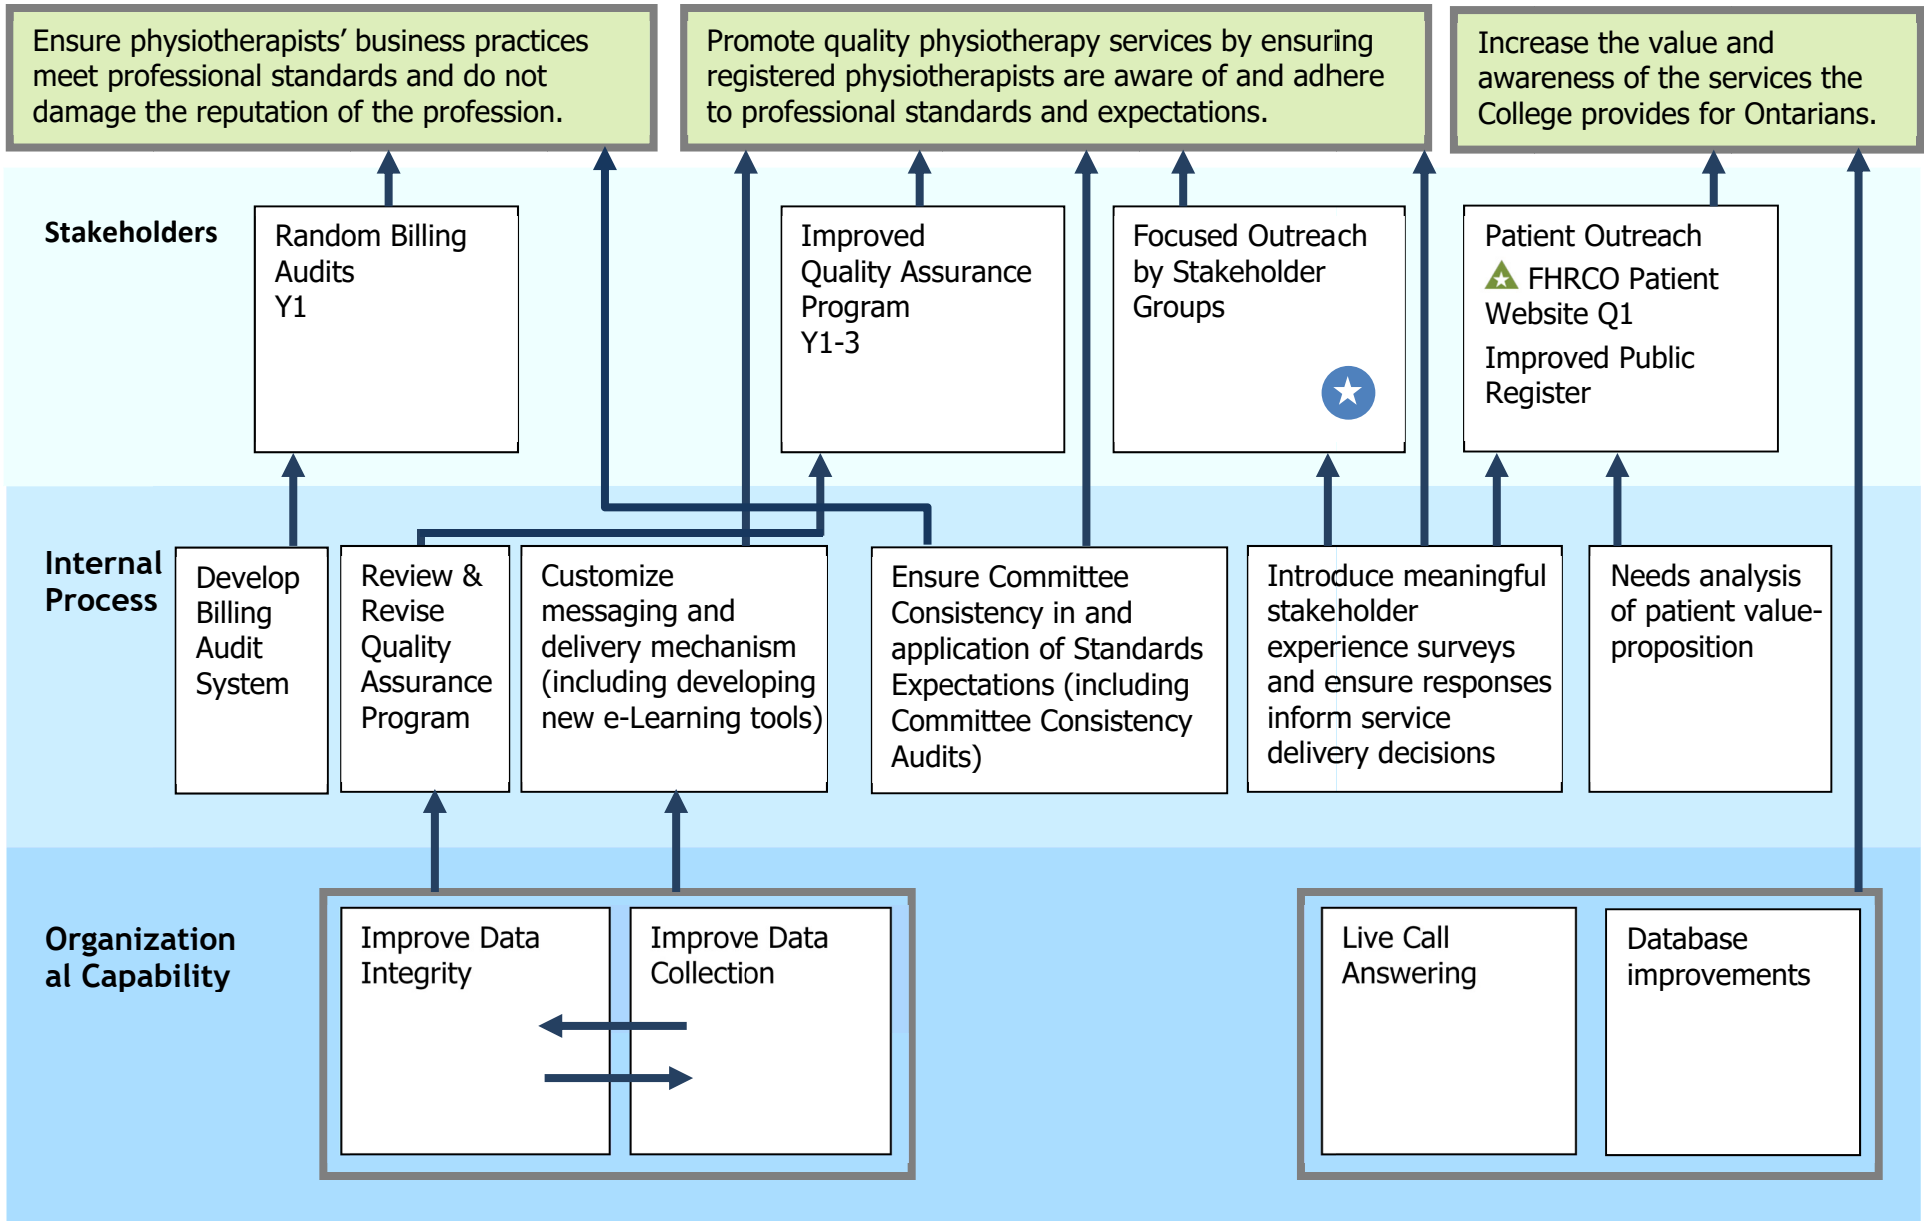 Ensure physiotherapists’ business practices
meet professional standards and do not
damage the reputation of the profession.
Promote quality physiotherapy services by ensuring
registered physiotherapists are aware of and adhere
to professional standards and expectations.
Increase the value and
awareness of the services the
College provides for Ontarians.
Stakeholders
Random Billing
Audits
Y1
Improved
Quality Assurance
Program
Y1-3
Focused Outreach
by Stakeholder
Groups
Patient Outreach
FHRCO Patient
Website Q1
Improved Public
Register
Internal
Process
Develop
Billing
Audit
System
Review &
Revise
Quality
Assurance
Program
Customize
messaging and
delivery mechanism
(including developing
new e-Learning tools)
Ensure Committee
Consistency in and
application of Standards
Expectations (including
Committee Consistency
Audits)
Introduce meaningful
stakeholder
experience surveys
and ensure responses
inform service
delivery decisions
Needs analysis
of patient value-
proposition
Organization
al Capability
Improve Data
Integrity
Improve Data
Collection
Live Call
Answering
Database
improvements